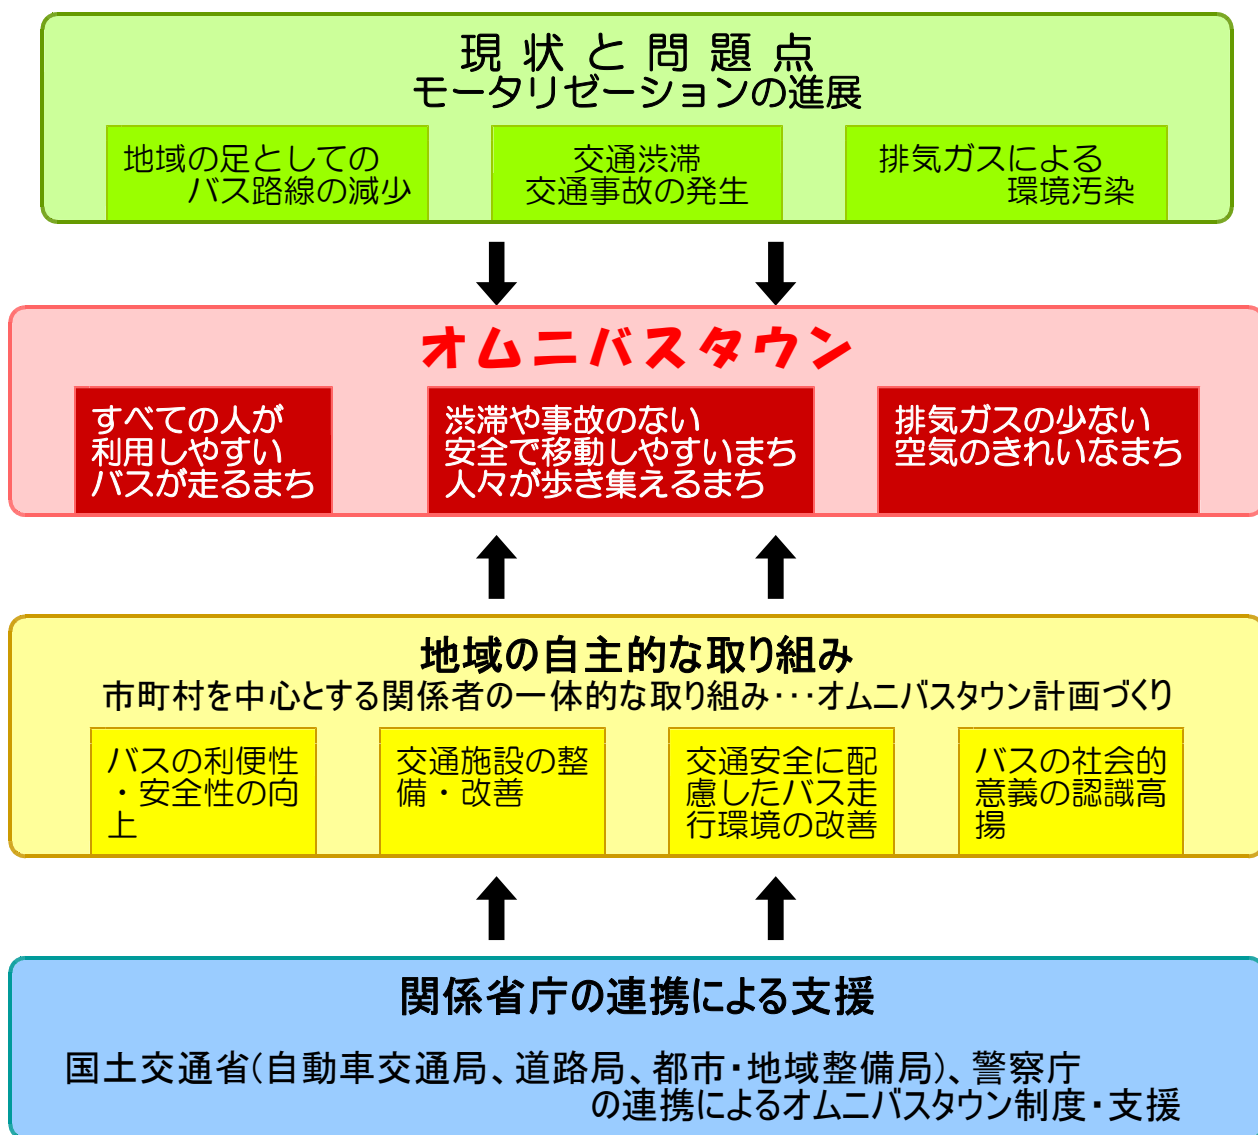 現状と問題点
モータリゼーションの進展
地域の足としての
バス路線の減少
交通渋滞
交通事故の発生
排気ガスによる
環境汚染
オムニバスタウン
すべての人が
利用しやすい
バスが走るまち
渋滞や事故のない
安全で移動しやすいまち
人々が歩き集えるまち
排気ガスの少ない
空気のきれいなまち
地域の自主的な取り組み
市町村を中心とする関係者の一体的な取り組み･･･オムニバスタウン計画づくり
バスの利便性
・安全性の向
上
交通施設の整
備・改善
交通安全に配
慮したバス走
行環境の改善
バスの社会的
意義の認識高
揚
関係省庁の連携による支援
国土交通省(自動車交通局、道路局、都市・地域整備局)、警察庁
の連携によるオムニバスタウン制度・支援